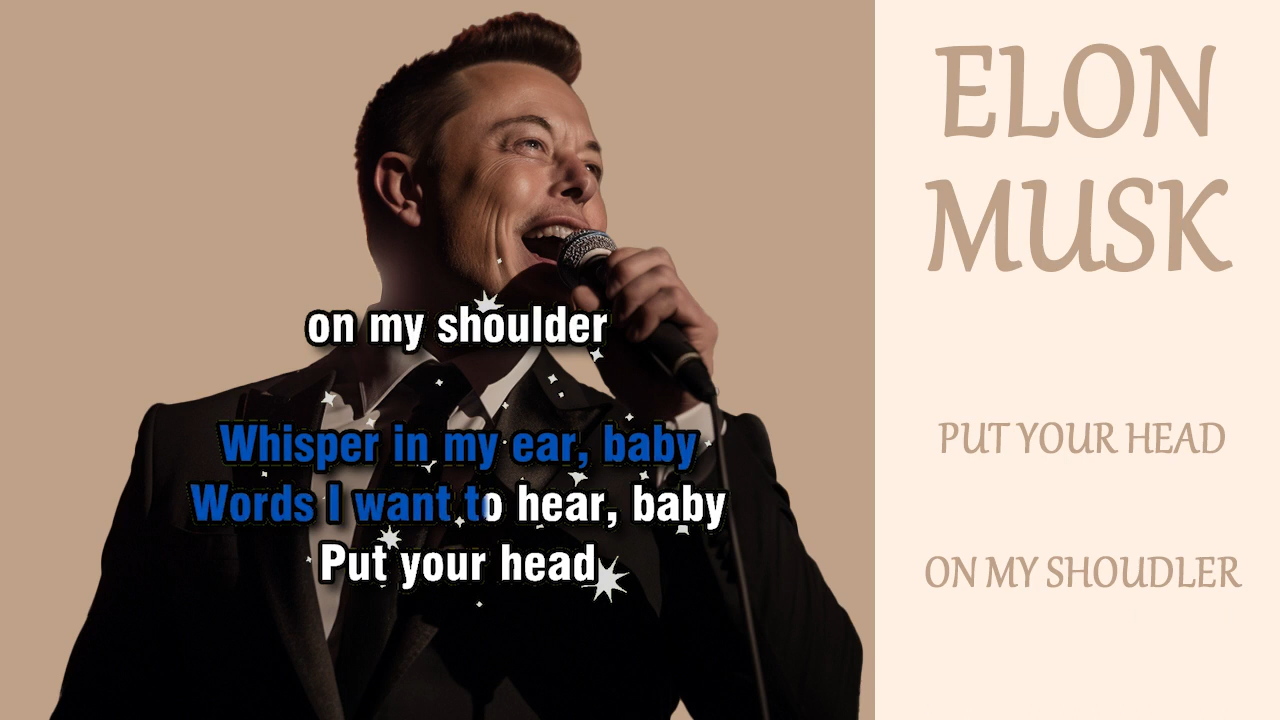 on my shoulder
Whisper in my ear, baby
Words I want to hear, baby
Put your head
ELON
MUSK
PUT YOUR HEAD
ON MY SHOUDLER